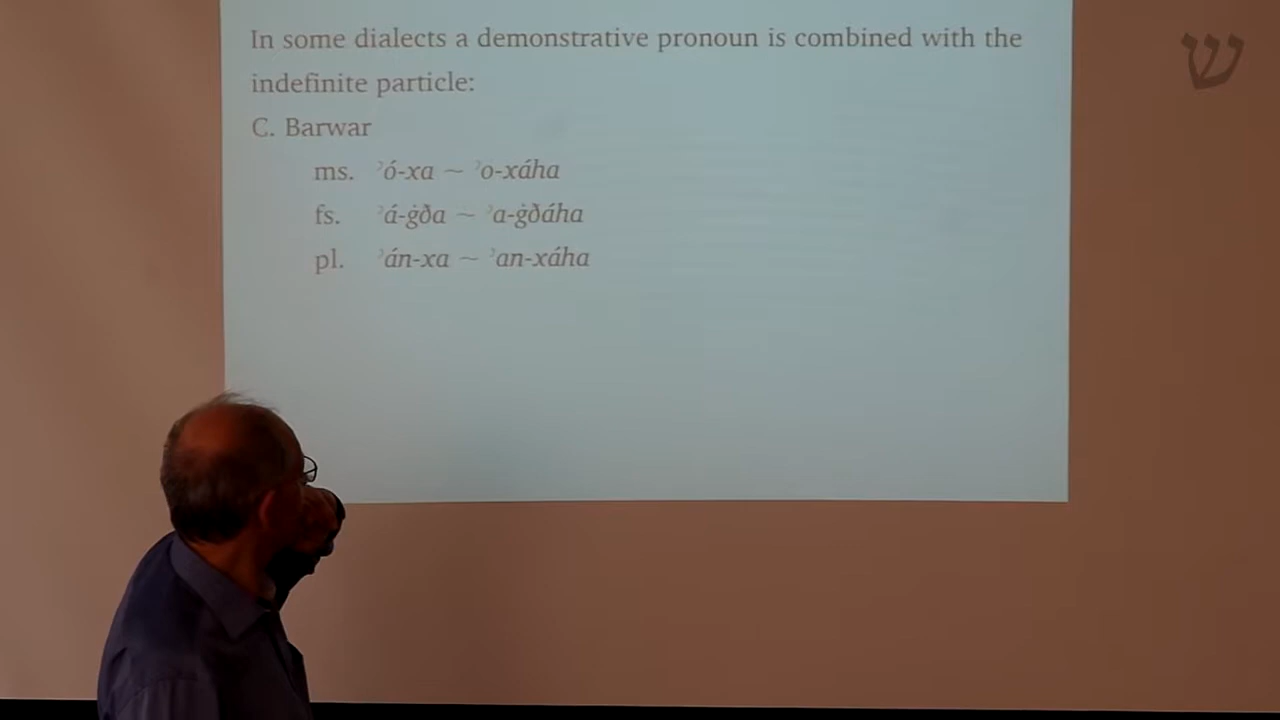 In some dialects a demonstrative pronoun is combined with the
indefinite particle:
C. Barwar
ms. ʾó-xa ~ ʾo-xáha
fs. ʾá-ġða ~ ʾa-ġðáha
pl. ʾán-xa ~ ʾan-xáha
ש